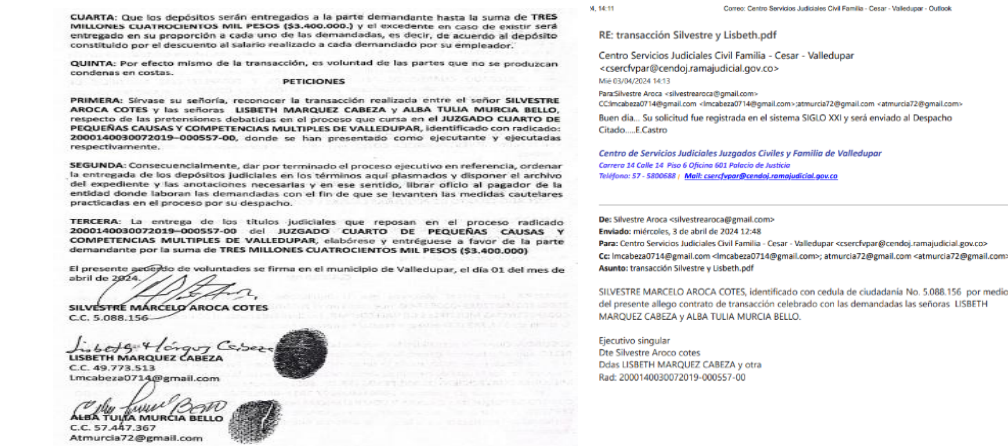 CUARTA: Que los depósitos serán entregados a la parte demandante hasta la suma de TRES
MILLONES CUATROCIENTOS MIL PESOS ($3.400.000.) y el excedente en caso de existir será
entregado en su proporción a cada uno de las demandadas, es decir, de acuerdo al depósito
constituido por el descuento al salario realizado a cada demandado por su empleador.
QUINTA: Por efecto mismo de la transacción, es voluntad de las partes que no se produzcan
condenas en costas.
PETICIONES
PRIMERA: Sírvase su señoría, reconocer la transacción realizada entre el señor SILVESTRE
AROCA COTES y las señoras LISBETH MARQUEZ CABEZA y ALBA TULIA MURCIA BELLO,
respecto de las pretensiones debatidas en el proceso que cursa en el JUZGADO CUARTO DE
PEQUEÑAS CAUSAS Y COMPETENCIAS MULTIPLES DE VALLEDUPAR, identificado con radicado:
2000140030072019-000557-00, donde se han presentado como ejecutante y ejecutadas
respectivamente.
SEGUNDA: Consecuencialmente, dar por terminado el proceso ejecutivo en referencia, ordenar
la entregada de los depósitos judiciales en los términos aquí plasmados y disponer el archivo
del expediente y las anotaciones necesarias y en ese sentido, librar oficio al pagador de la
entidad donde laboran las demandadas con el fin de que se levanten las medidas cautelares
practicadas en el proceso por su despacho.
TERCERA: La entrega de los títulos judiciales que reposan en el proceso radicado
2000140030072019-000557-00 del JUZGADO CUARTO DE PEQUEÑAS CAUSAS Y
COMPETENCIAS MULTIPLES DE VALLEDUPAR, elabórese y entréguese a favor de la parte
demandante por la suma de TRES MILLONES CUATROCIENTOS MIL PESOS ($3.400.000)
El presente acuerdo de voluntades se firma en el municipio de Valledupar, el día 01 del mes de
abril de 2024.
SILVESTRE MARCELO AROCA COTES
C.C. 5.088.156
Lisbeth Márquez Cabeza
LISBETH MARQUEZ CABEZA
C.C. 49.773.513
Lmcabeza0714@gmail.com
ALBA TULIA MURCIA BELLO
C.C. 57.447.367
Atmurcia72@gmail.com
4, 14:11
Correo: Centro Servicios Judiciales Civil Familia - Cesar - Valledupar - Outlook
RE: transacción Silvestre y Lisbeth.pdf
Centro Servicios Judiciales Civil Familia - Cesar - Valledupar
<csercfvpar@cendoj.ramajudicial.gov.co>
Mié 03/04/2024 14:13
Para:Silvestre Aroca <silvestrearoca@gmail.com>
CC:lmcabeza0714@gmail.com <lmcabeza0714@gmail.com>;atmurcia72@gmail.com <atmurcia72@gmail.com>
Buen dia... Su solicitud fue registrada en el sistema SIGLO XXI y será enviado al Despacho
Citado....E.Castro
Centro de Servicios Judiciales Juzgados Civiles y Familia de Valledupar
Carrera 14 Calle 14 Piso 6 Oficina 601 Palacio de Justicia
Teléfono: 57 - 5800688 | Mail: csercfvpar@cendoj.ramajudicial.gov.co
De: Silvestre Aroca <silvestrearoca@gmail.com>
Enviado: miércoles, 3 de abril de 2024 12:48
Para: Centro Servicios Judiciales Civil Familia - Cesar - Valledupar <csercfvpar@cendoj.ramajudicial.gov.co>
Cc: lmcabeza0714@gmail.com <lmcabeza0714@gmail.com>; atmurcia72@gmail.com <atmurcia72@gmail.com>
Asunto: transacción Silvestre y Lisbeth.pdf
SILVESTRE MARCELO AROCA COTES, identificado con cedula de ciudadanía No. 5.088.156 por medio
del presente allego contrato de transacción celebrado con las demandadas las señoras LISBETH
MARQUEZ CABEZA y ALBA TULIA MURCIA BELLO.
Ejecutivo singular
Dte Silvestre Aroco cotes
Ddas LISBETH MARQUEZ CABEZA y otra
Rad: 2000140030072019-000557-00